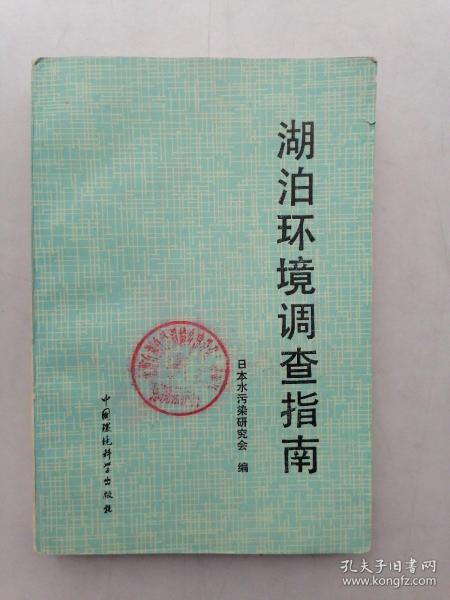 湖泊环境调查指南
日本水污染研究会 编
中国环境科学出版社
孔夫子旧书网
www.kongfz.com